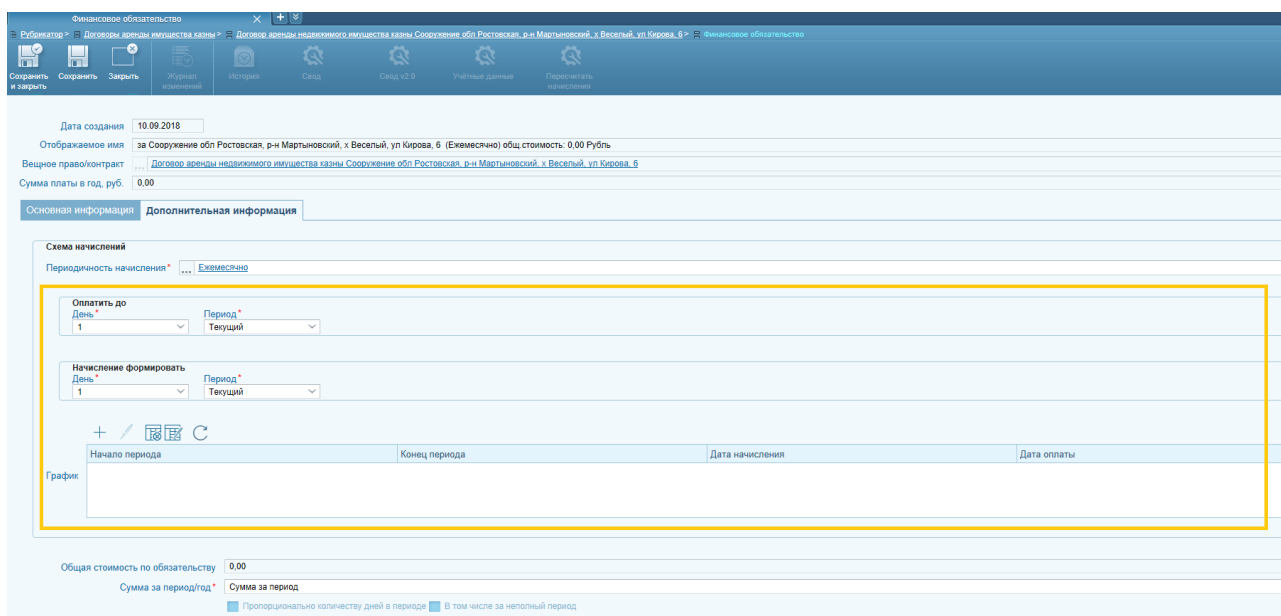 Финансовое обязательство
Рубрикатор > Договоры аренды имущества казны > Договор аренды недвижимого имущества казны Сооружение обл Ростовская, р-н Мартыновский, х Веселый, ул Кирова, 6 > Финансовое обязательство
Сохранить и закрыть
Сохранить
Закрыть
Журнал изменений
История
Свод
Свод v2.0
Учётные данные
Пересчитать начисления
Дата создания 10.09.2018
Отображаемое имя за Сооружение обл Ростовская, р-н Мартыновский, х Веселый, ул Кирова, 6 (Ежемесячно) общ.стоимость: 0,00 Рубль
Вещное право/контракт ... Договор аренды недвижимого имущества казны Сооружение обл Ростовская, р-н Мартыновский, х Веселый, ул Кирова, 6
Сумма платы в год, руб. 0,00
Основная информация Дополнительная информация
Схема начислений
Периодичность начисления * ... Ежемесячно
Оплатить до
День * Период *
1 Текущий
Начисление формировать
День * Период *
1 Текущий
Начало периода Конец периода Дата начисления Дата оплаты
График
Общая стоимость по обязательству 0,00
Сумма за период/год * Сумма за период
Пропорционально количеству дней в периоде В том числе за неполный период